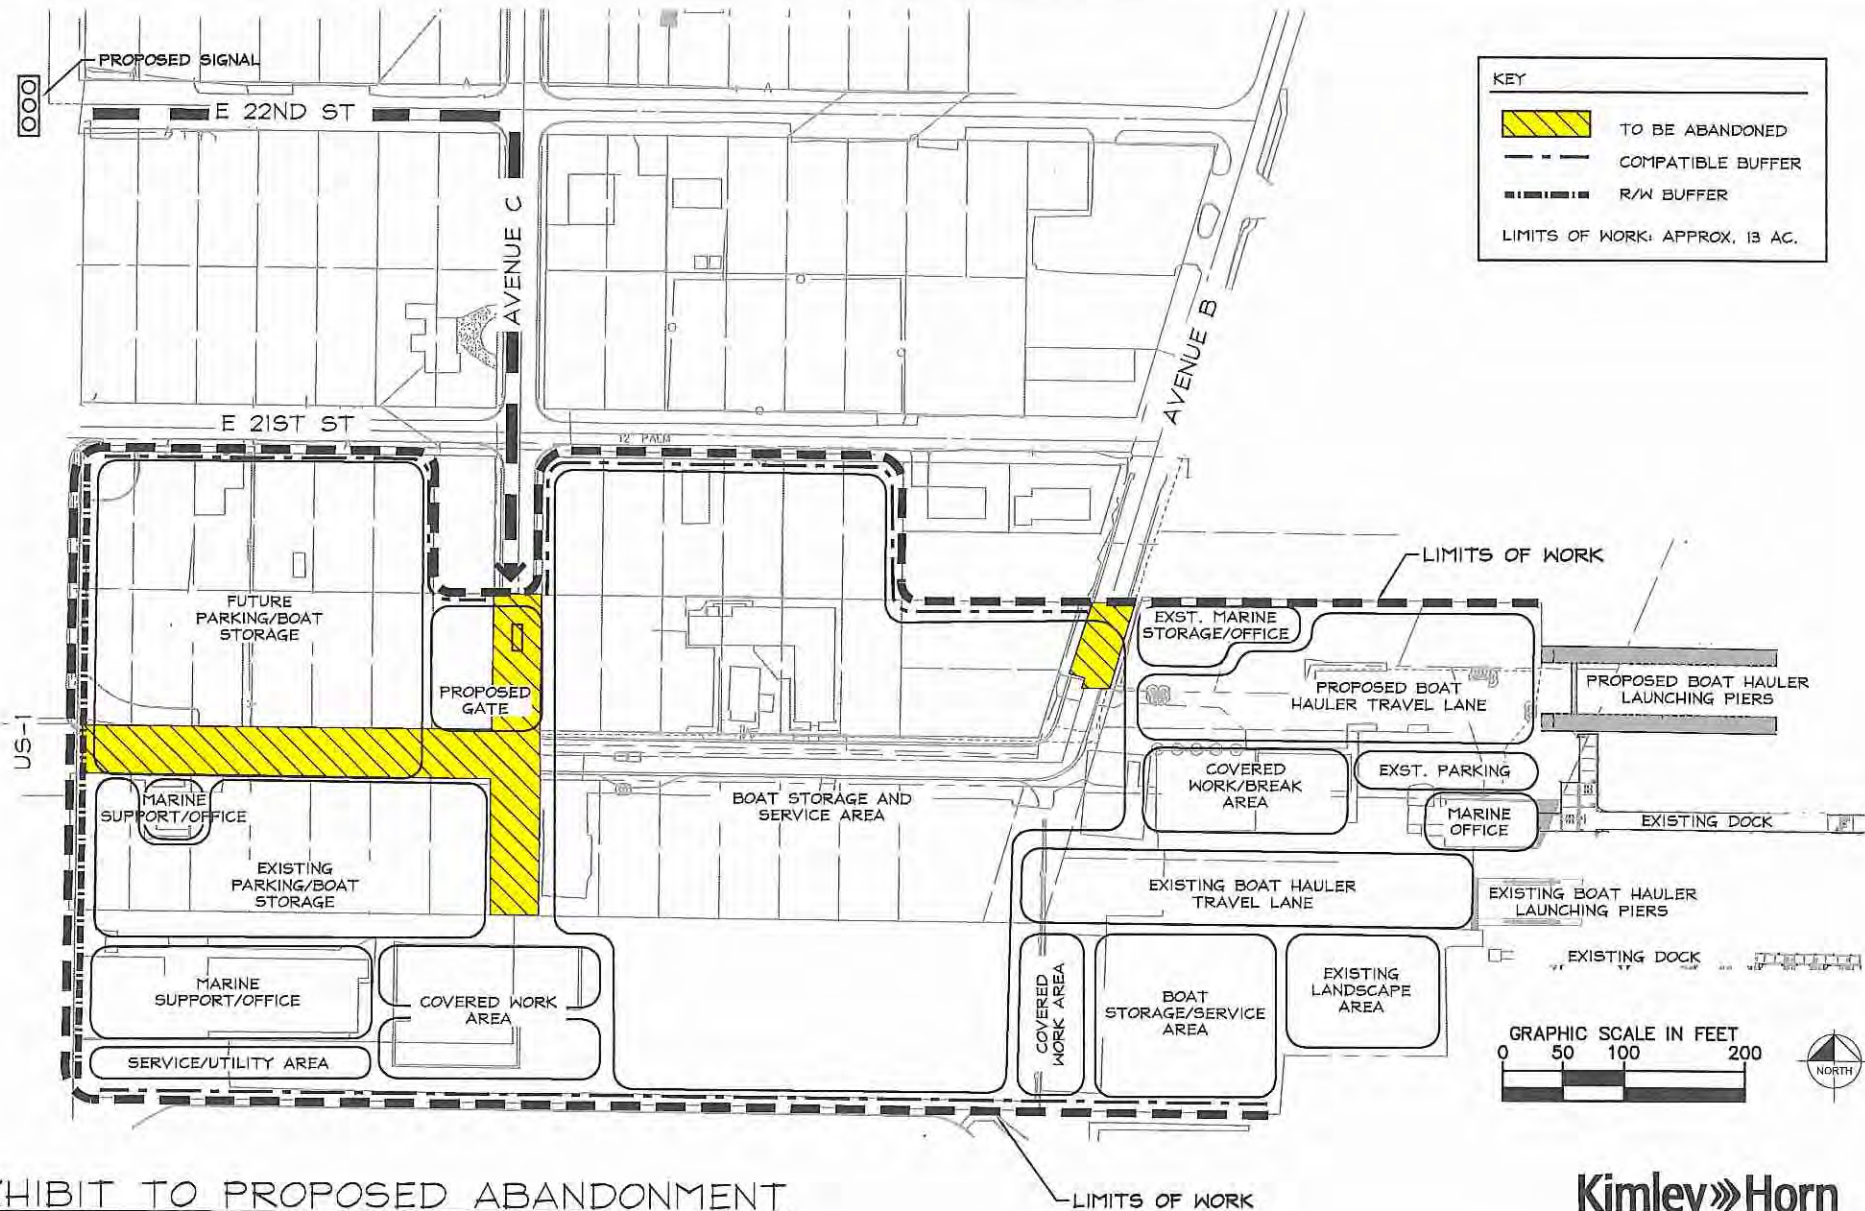 PROPOSED SIGNAL
E 22ND ST
AVENUE C
KEY
TO BE ABANDONED
COMPATIBLE BUFFER
R/W BUFFER
LIMITS OF WORK: APPROX. 13 AC.
AVENUE B
E 21ST ST
12" PALM
LIMITS OF WORK
FUTURE
PARKING/BOAT
STORAGE
EXST. MARINE
STORAGE/OFFICE
PROPOSED
GATE
PROPOSED BOAT
HAULER TRAVEL LANE
PROPOSED BOAT HAULER
LAUNCHING PIERS
US-1
MARINE
SUPPORT/OFFICE
BOAT STORAGE AND
SERVICE AREA
COVERED
WORK/BREAK
AREA
EXST. PARKING
MARINE
OFFICE
EXISTING DOCK
EXISTING
PARKING/BOAT
STORAGE
EXISTING BOAT HAULER
TRAVEL LANE
EXISTING BOAT HAULER
LAUNCHING PIERS
EXISTING DOCK
MARINE
SUPPORT/OFFICE
COVERED WORK
AREA
COVERED
WORK AREA
BOAT
STORAGE/SERVICE
AREA
EXISTING
LANDSCAPE
AREA
SERVICE/UTILITY AREA
GRAPHIC SCALE IN FEET
0 50 100 200
NORTH
HIBIT TO PROPOSED ABANDONMENT
LIMITS OF WORK
Kimley»Horn